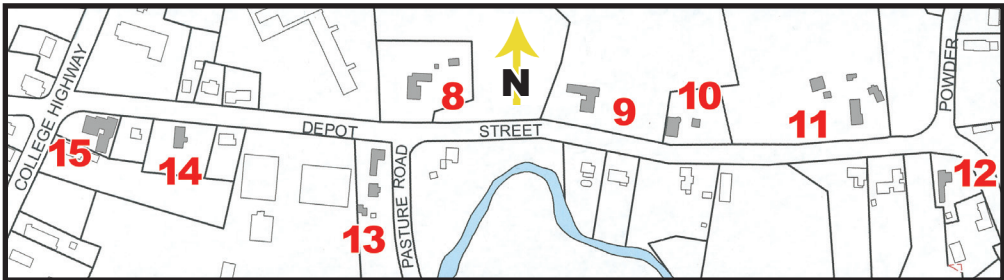 COLLEGE HIGHWAY
8
N
9
10
11
POWDER
DEPOT STREET
15
14
13
PASTURE ROAD
12